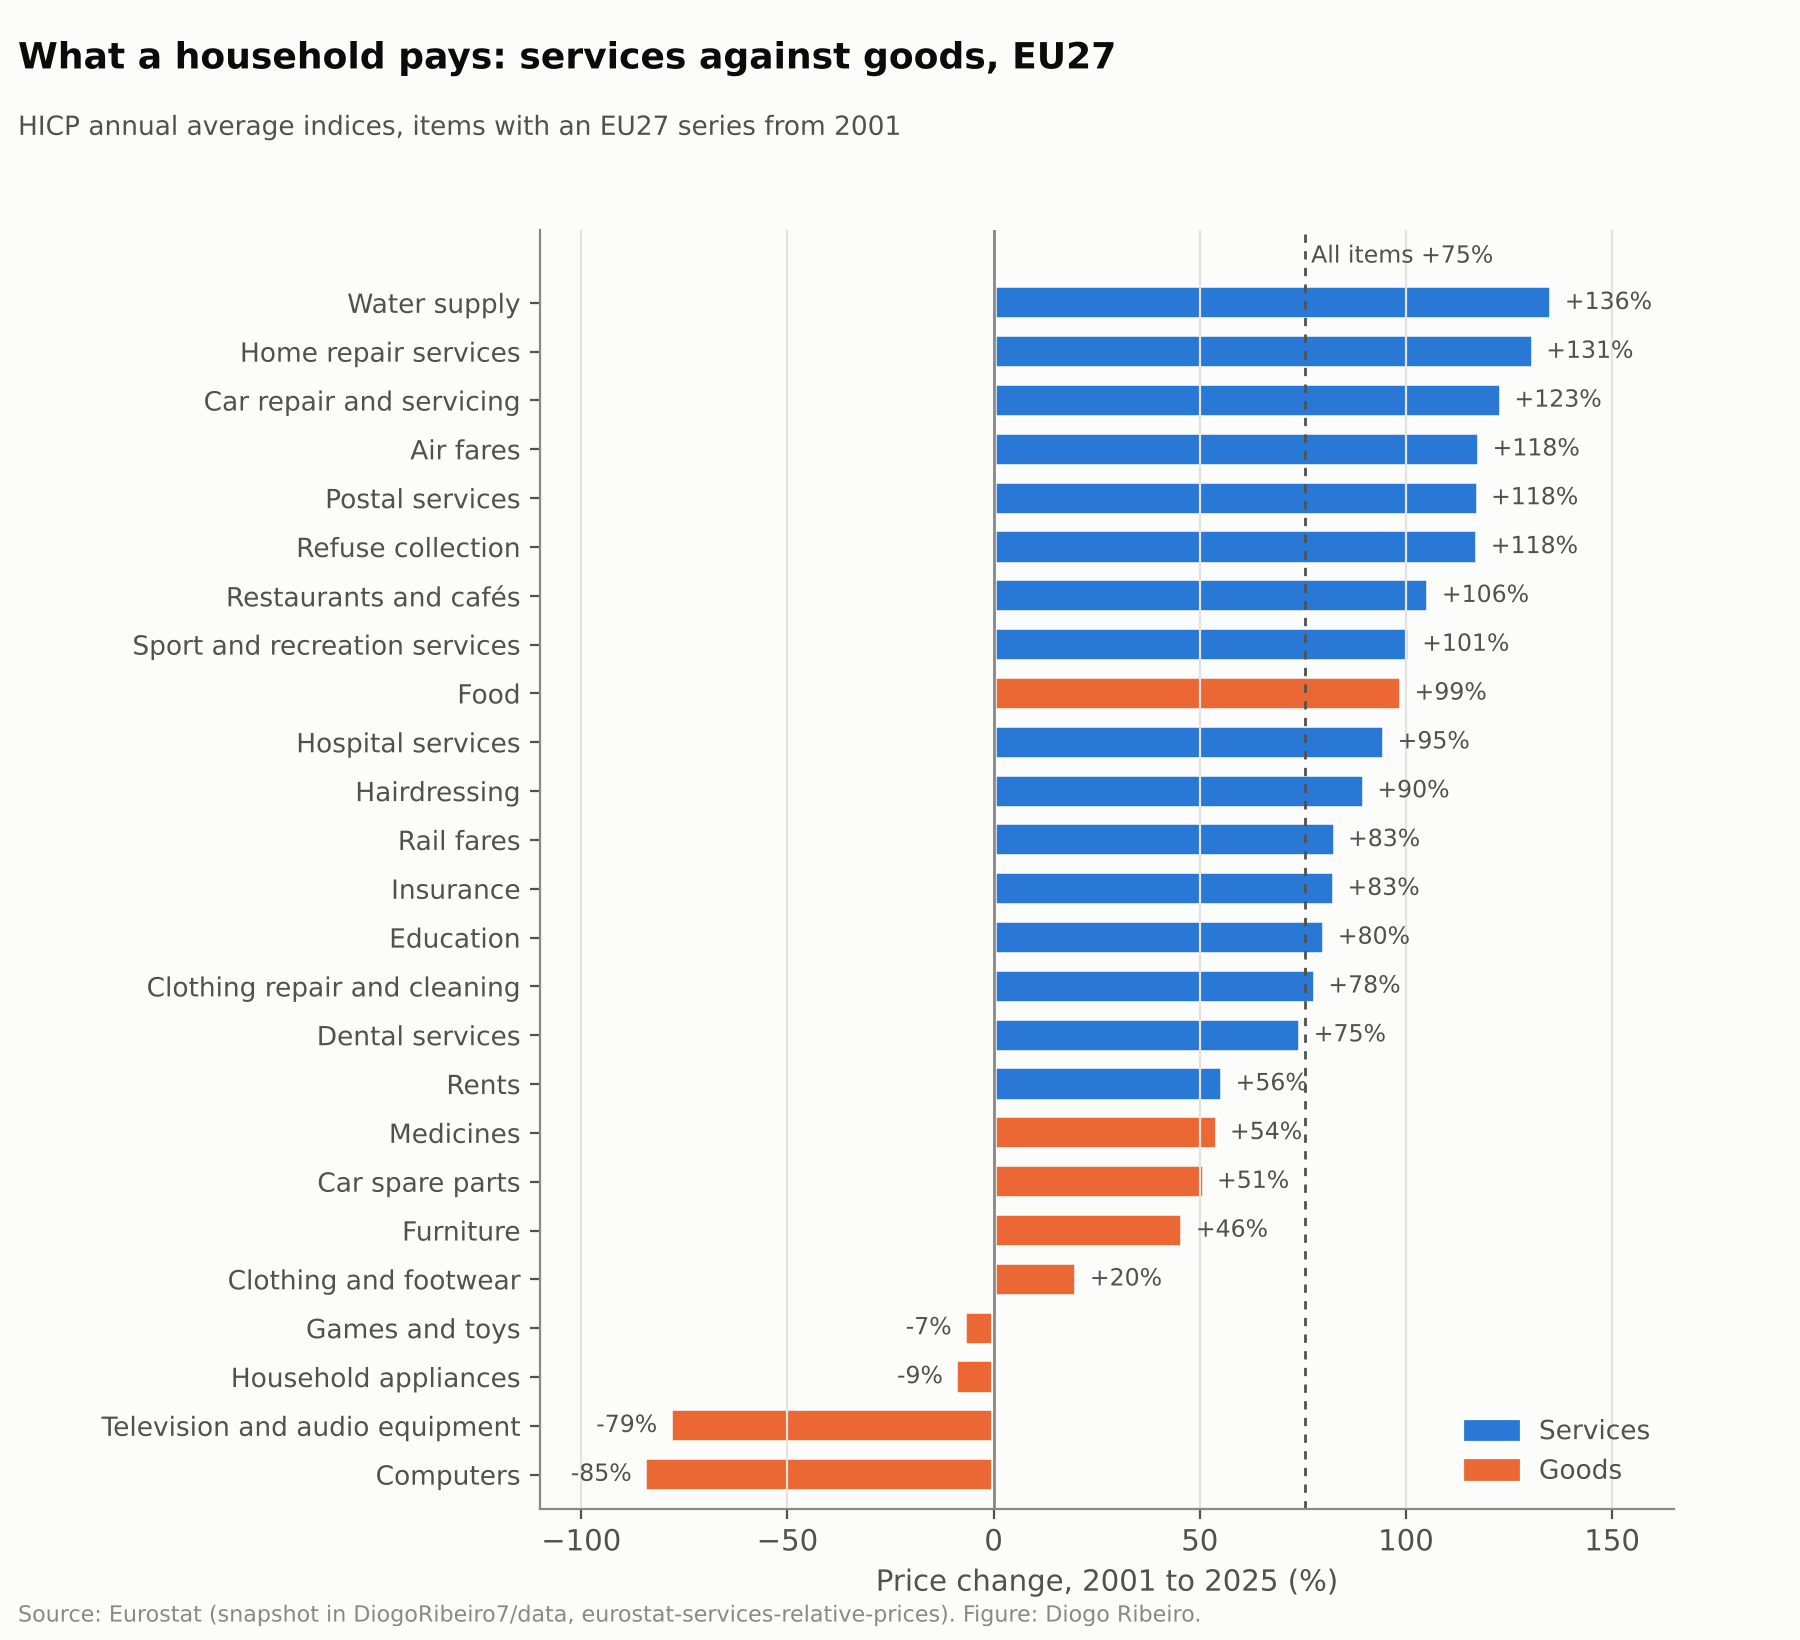 What a household pays: services against goods, EU27
HICP annual average indices, items with an EU27 series from 2001
All items +75%
Water supply +136%
Home repair services +131%
Car repair and servicing +123%
Air fares +118%
Postal services +118%
Refuse collection +118%
Restaurants and cafés +106%
Sport and recreation services +101%
Food +99%
Hospital services +95%
Hairdressing +90%
Rail fares +83%
Insurance +83%
Education +80%
Clothing repair and cleaning +78%
Dental services +75%
Rents +56%
Medicines +54%
Car spare parts +51%
Furniture +46%
Clothing and footwear +20%
Games and toys -7%
Household appliances -9%
Television and audio equipment -79%
Computers -85%
Services
Goods
−100 −50 0 50 100 150
Price change, 2001 to 2025 (%)
Source: Eurostat (snapshot in DiogoRibeiro7/data, eurostat-services-relative-prices). Figure: Diogo Ribeiro.